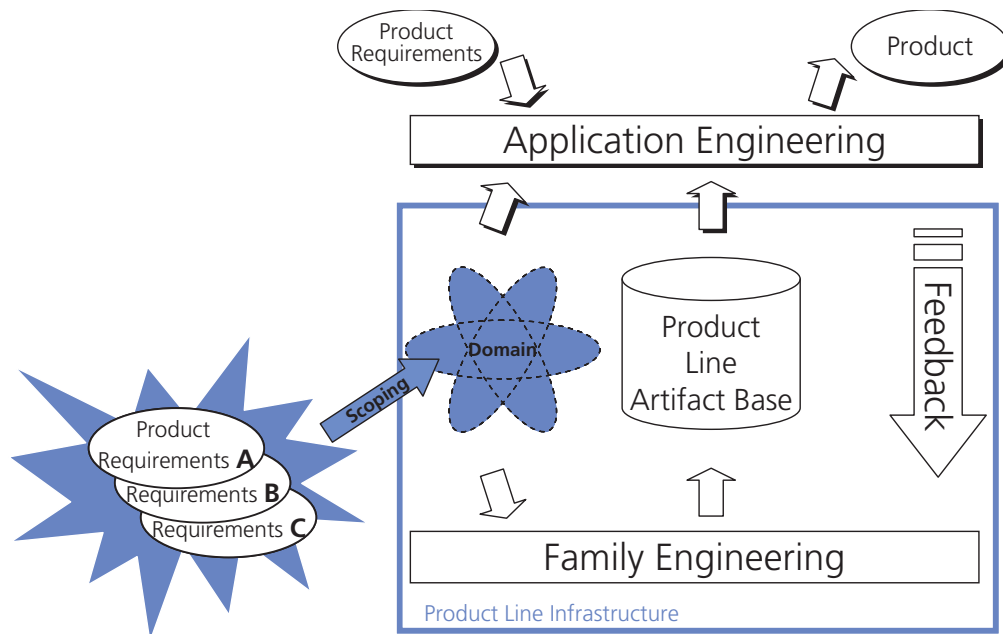 Product
Requirements
Product
Application Engineering
Domain
Product
Line
Artifact Base
Feedback
Scoping
Product
Requirements A
Requirements B
Requirements C
Family Engineering
Product Line Infrastructure